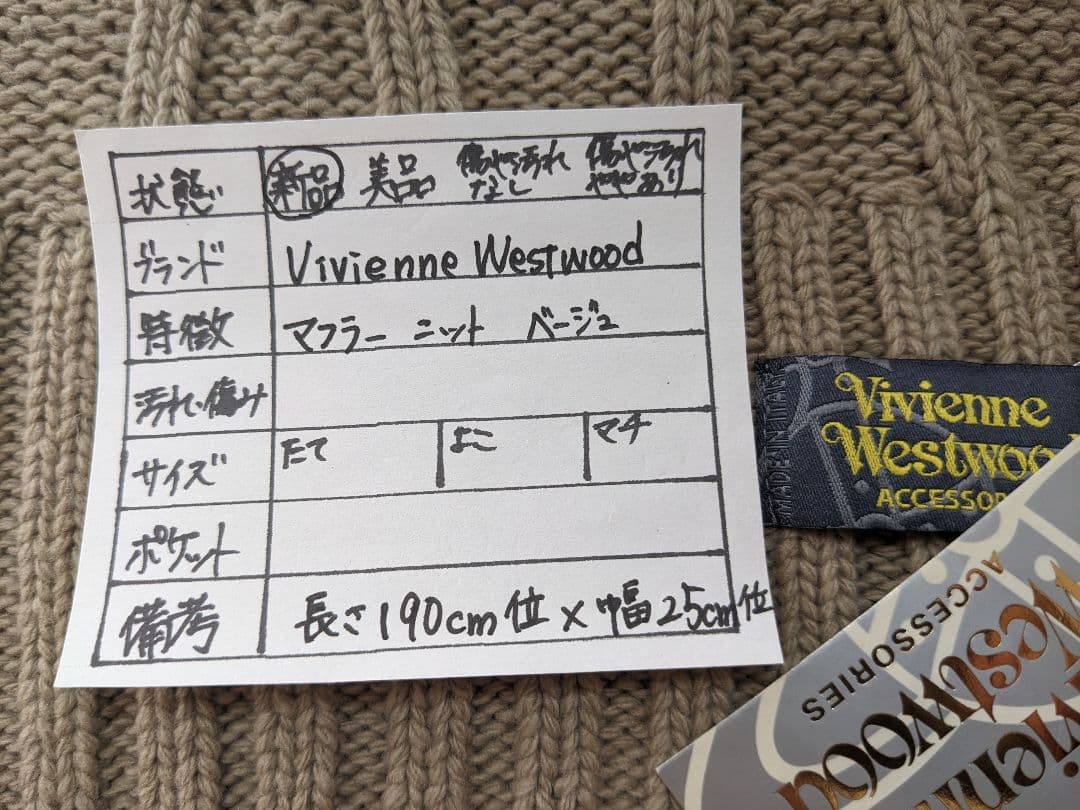 状態 新品 美品 傷や汚れなし 傷や汚れややあり
ブランド Vivienne Westwood
特徴 マフラー ニット ベージュ
汚れ・傷み
サイズ たて よこ マチ
ポケット
備考 長さ190cm位×幅25cm位
MADE IN ITALY
Vivienne
Westwood
ACCESSOR
ACCESSORIES
Westwood